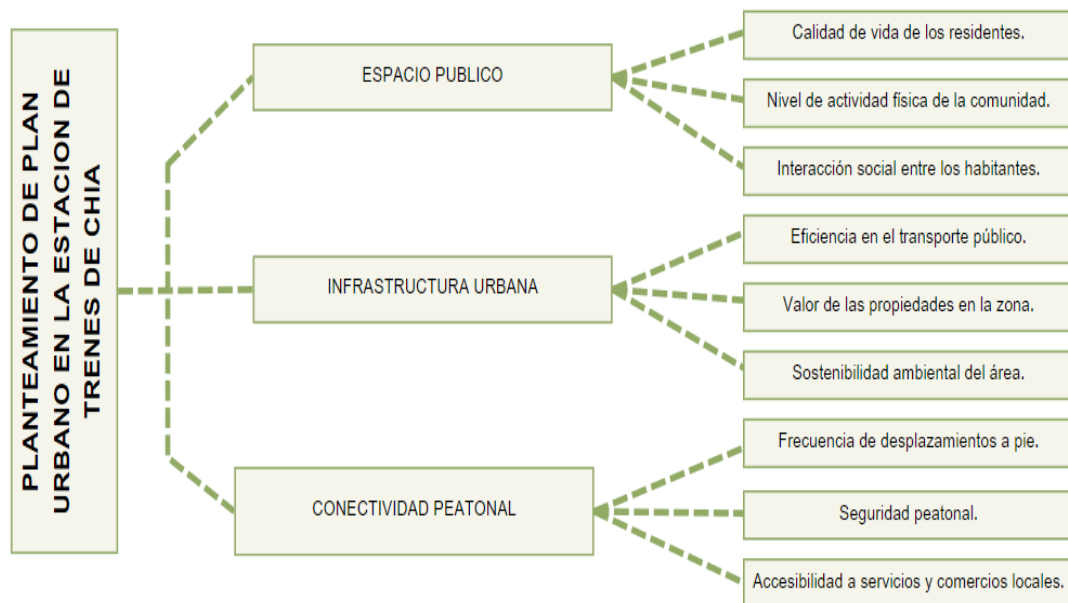 PLANTEAMIENTO DE PLAN
URBANO EN LA ESTACION DE
TRENES DE CHIA
ESPACIO PUBLICO
Calidad de vida de los residentes.
Nivel de actividad física de la comunidad.
Interacción social entre los habitantes.
INFRASTRUCTURA URBANA
Eficiencia en el transporte público.
Valor de las propiedades en la zona.
Sostenibilidad ambiental del área.
CONECTIVIDAD PEATONAL
Frecuencia de desplazamientos a pie.
Seguridad peatonal.
Accesibilidad a servicios y comercios locales.